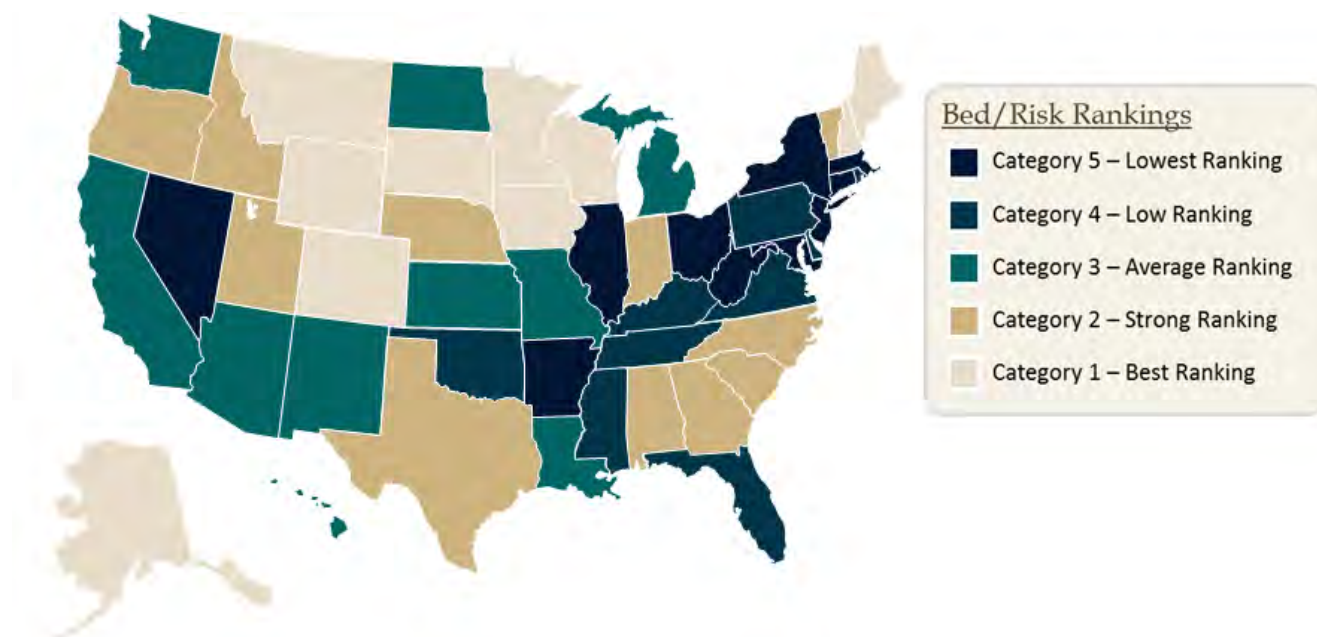 Bed/Risk Rankings
Category 5 – Lowest Ranking
Category 4 – Low Ranking
Category 3 – Average Ranking
Category 2 – Strong Ranking
Category 1 – Best Ranking